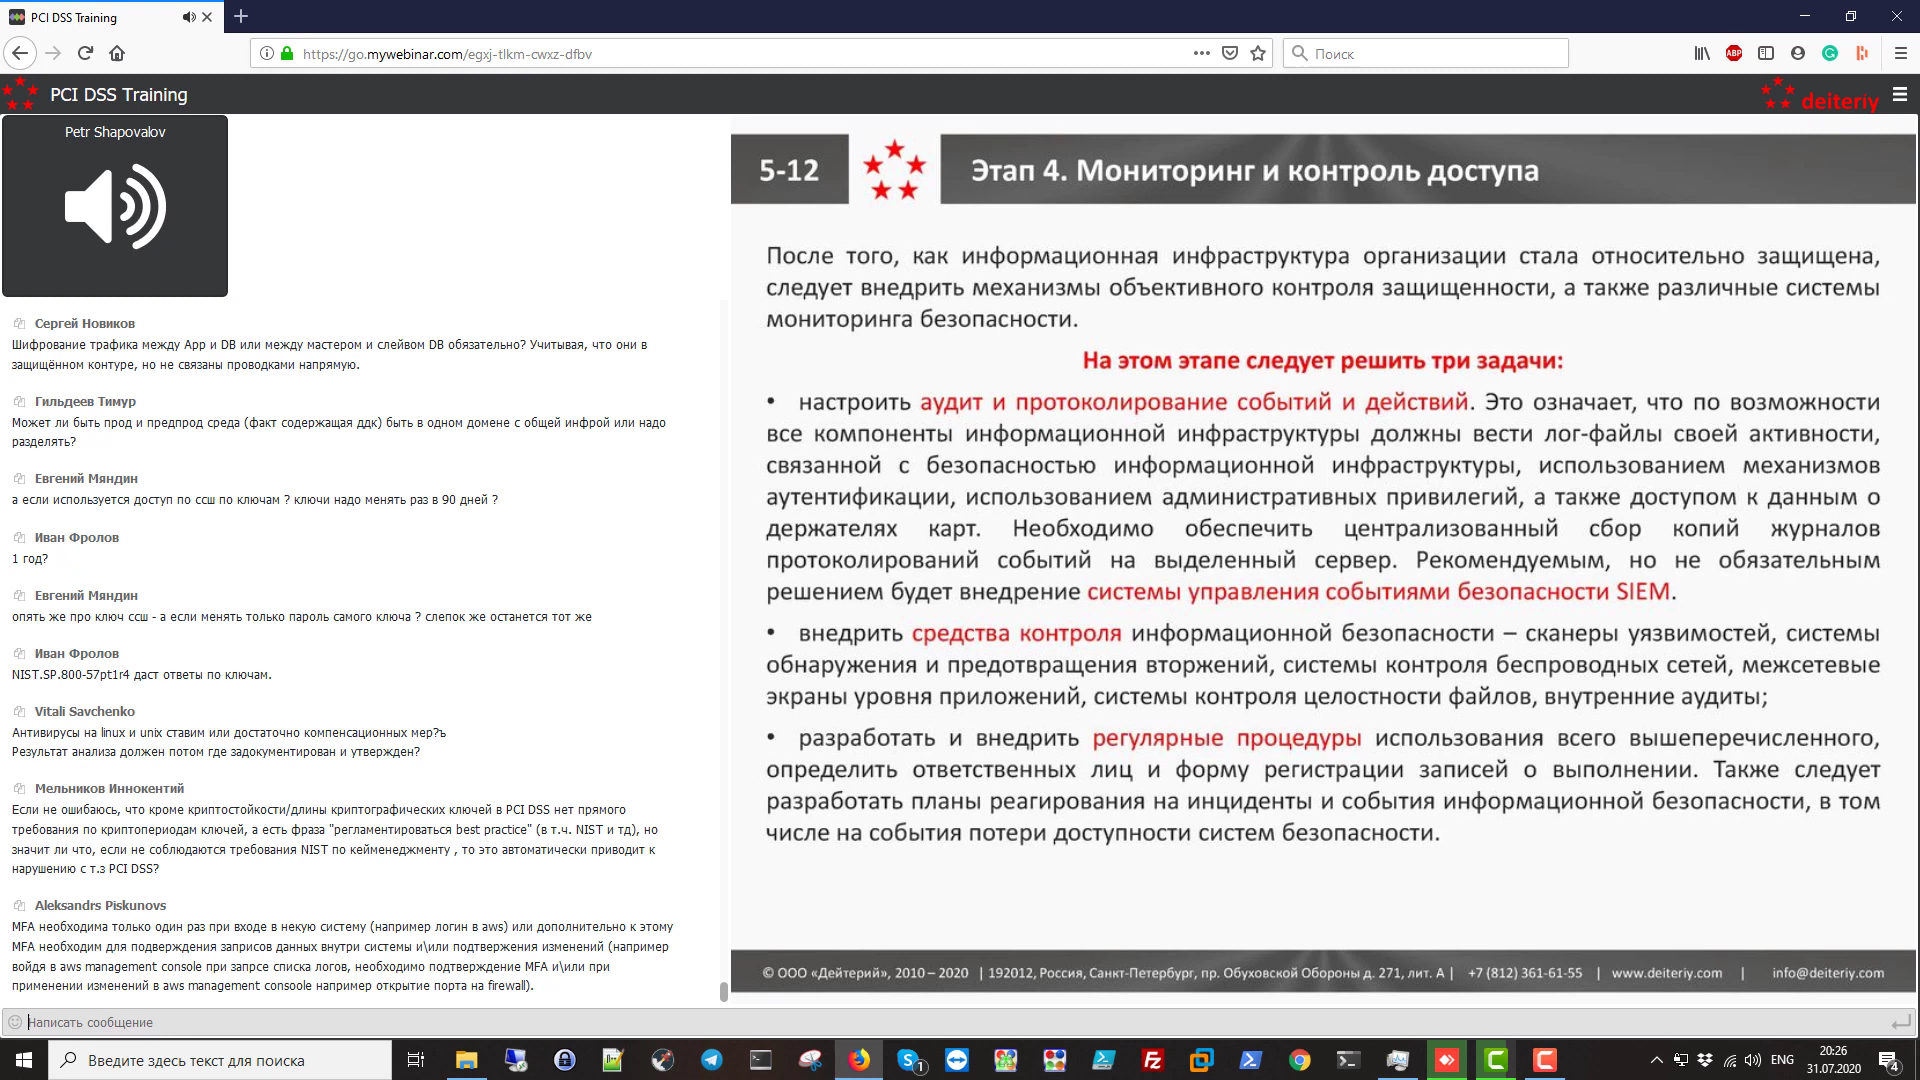 PCI DSS Training
https://go.mywebinar.com/egxj-tlkm-cwxz-dfbv
Поиск
ABP
PCI DSS Training
deiteriy
Petr Shapovalov
Сергей Новиков
Шифрование трафика между App и DB или между мастером и слейвом DB обязательно? Учитывая, что они в
защищённом контуре, но не связаны проводками напрямую.
Гильдеев Тимур
Может ли быть прод и предпрод среда (факт содержащая ддк) быть в одном домене с общей инфрой или надо
разделять?
Евгений Мяндин
а если используется доступ по ссш по ключам ? ключи надо менять раз в 90 дней ?
Иван Фролов
1 год?
Евгений Мяндин
опять же про ключ ссш - а если менять только пароль самого ключа ? слепок же останется тот же
Иван Фролов
NIST.SP.800-57pt1r4 даст ответы по ключам.
Vitali Savchenko
Антивирусы на linux и unix ставим или достаточно компенсационных мер?ъ
Результат анализа должен потом где задокументирован и утвержден?
Мельников Иннокентий
Если не ошибаюсь, что кроме криптостойкости/длины криптографических ключей в PCI DSS нет прямого
требования по криптопериодам ключей, а есть фраза "регламентироваться best practice" (в т.ч. NIST и тд), но
значит ли что, если не соблюдаются требования NIST по кейменеджменту , то это автоматически приводит к
нарушению с т.з PCI DSS?
Aleksandrs Piskunovs
MFA необходима только один раз при входе в некую систему (например логин в aws) или дополнительно к этому
MFA необходим для подверждения заприсов данных внутри системы и\или подтвержения изменений (например
войдя в aws management console при запрсе списка логов, необходимо подтверждение MFA и\или при
применении изменений в aws management consoole например открытие порта на firewall).
Написать сообщение
5-12
Этап 4. Мониторинг и контроль доступа
После того, как информационная инфраструктура организации стала относительно защищена,
следует внедрить механизмы объективного контроля защищенности, а также различные системы
мониторинга безопасности.
На этом этапе следует решить три задачи:
• настроить аудит и протоколирование событий и действий. Это означает, что по возможности
все компоненты информационной инфраструктуры должны вести лог-файлы своей активности,
связанной с безопасностью информационной инфраструктуры, использованием механизмов
аутентификации, использованием административных привилегий, а также доступом к данным о
держателях карт. Необходимо обеспечить централизованный сбор копий журналов
протоколирований событий на выделенный сервер. Рекомендуемым, но не обязательным
решением будет внедрение системы управления событиями безопасности SIEM.
• внедрить средства контроля информационной безопасности – сканеры уязвимостей, системы
обнаружения и предотвращения вторжений, системы контроля беспроводных сетей, межсетевые
экраны уровня приложений, системы контроля целостности файлов, внутренние аудиты;
• разработать и внедрить регулярные процедуры использования всего вышеперечисленного,
определить ответственных лиц и форму регистрации записей о выполнении. Также следует
разработать планы реагирования на инциденты и события информационной безопасности, в том
числе на события потери доступности систем безопасности.
© ООО «Дейтерий», 2010 – 2020 | 192012, Россия, Санкт-Петербург, пр. Обуховской Обороны д. 271, лит. А | +7 (812) 361-61-55 | www.deiteriy.com | info@deiteriy.com
Введите здесь текст для поиска
ENG
20:26
31.07.2020
4